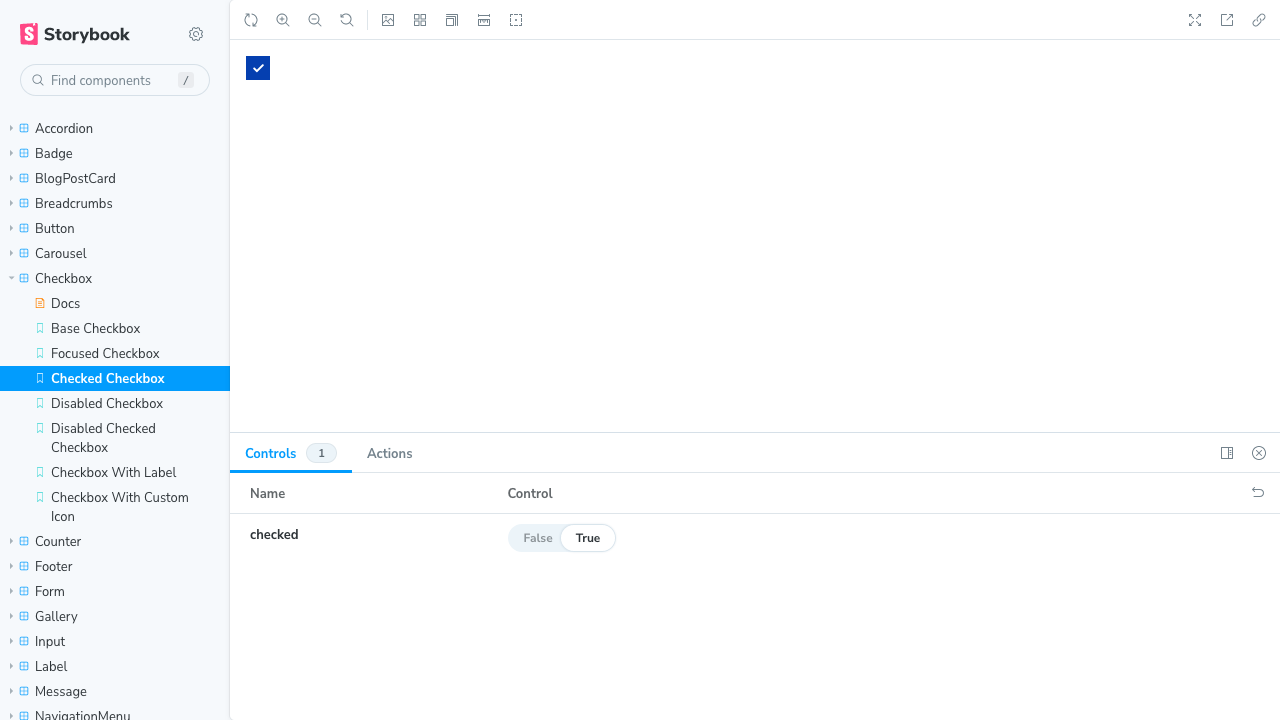 Storybook
Find components
/
Accordion
Badge
BlogPostCard
Breadcrumbs
Button
Carousel
Checkbox
Docs
Base Checkbox
Focused Checkbox
Checked Checkbox
Disabled Checkbox
Disabled Checked
Checkbox
Checkbox With Label
Checkbox With Custom
Icon
Counter
Footer
Form
Gallery
Input
Label
Message
NavigationMenu
Controls 1 Actions
Name Control
checked False True